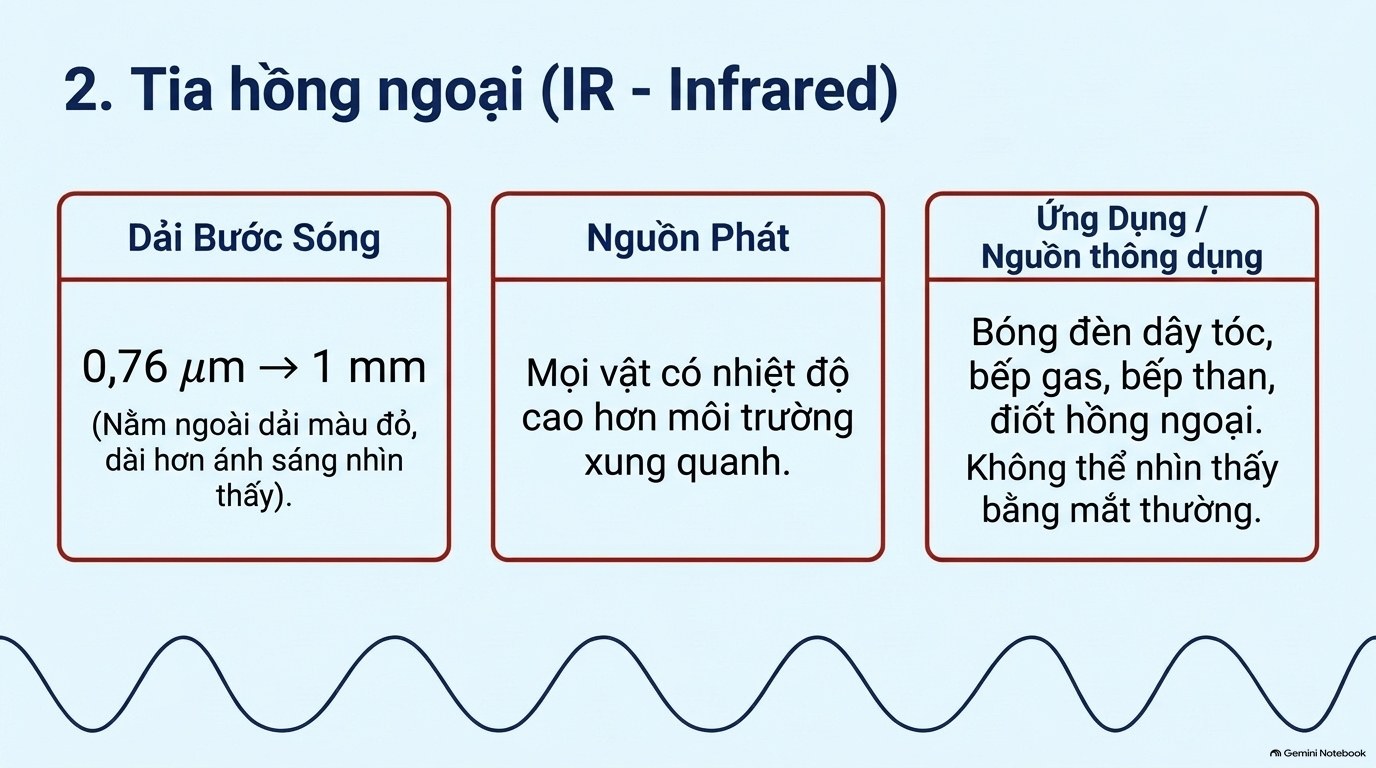 2. Tia hồng ngoại (IR - Infrared)
Dải Bước Sóng
0,76 μm → 1 mm
(Nằm ngoài dải màu đỏ,
dài hơn ánh sáng nhìn
thấy).
Nguồn Phát
Mọi vật có nhiệt độ
cao hơn môi trường
xung quanh.
Ứng Dụng /
Nguồn thông dụng
Bóng đèn dây tóc,
bếp gas, bếp than,
điốt hồng ngoại.
Không thể nhìn thấy
bằng mắt thường.
Gemini Notebook